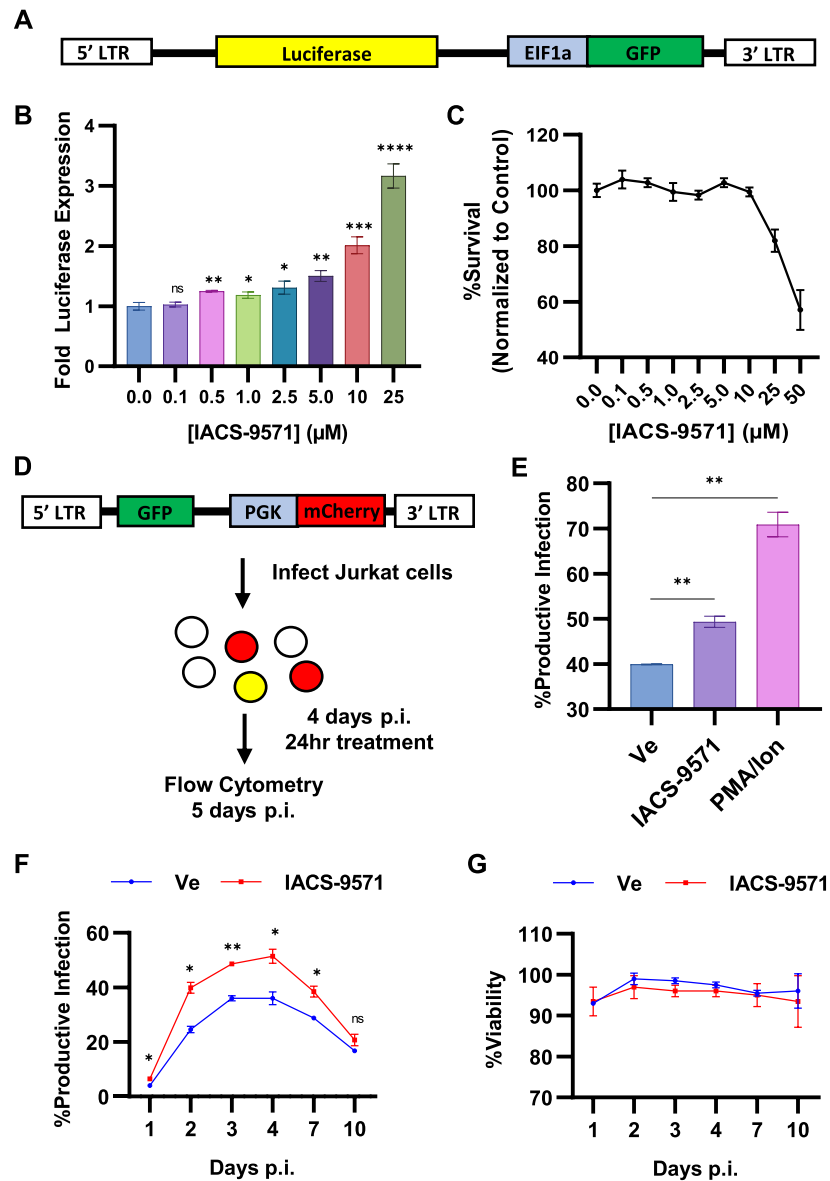 A
5’ LTR
Luciferase
EIF1a
GFP
3’ LTR
B
Fold Luciferase Expression
4
3
2
1
0
ns
**
*
*
**
***
****
0.0
0.1
0.5
1.0
2.5
5.0
10
25
[IACS-9571] (µM)
C
%Survival
(Normalized to Control)
120
100
80
60
40
0.0
0.1
0.5
1.0
2.5
5.0
10
25
50
[IACS-9571] (µM)
D
5’ LTR
GFP
PGK
mCherry
3’ LTR
Infect Jurkat cells
4 days p.i.
24hr treatment
Flow Cytometry
5 days p.i.
E
%Productive Infection
80
70
60
50
40
30
**
**
Ve
IACS-9571
PMA/Ion
F
Ve
IACS-9571
%Productive Infection
60
40
20
0
*
*
**
*
*
ns
1
2
3
4
7
10
Days p.i.
G
Ve
IACS-9571
%Viability
110
100
90
80
70
1
2
3
4
7
10
Days p.i.